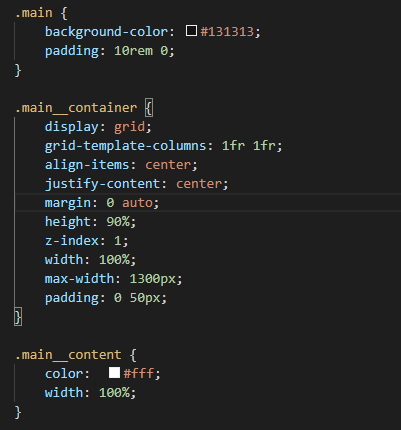 .main {
    background-color: #131313;
    padding: 10rem 0;
}

.main__container {
    display: grid;
    grid-template-columns: 1fr 1fr;
    align-items: center;
    justify-content: center;
    margin: 0 auto;
    height: 90%;
    z-index: 1;
    width: 100%;
    max-width: 1300px;
    padding: 0 50px;
}

.main__content {
    color:  #fff;
    width: 100%;
}